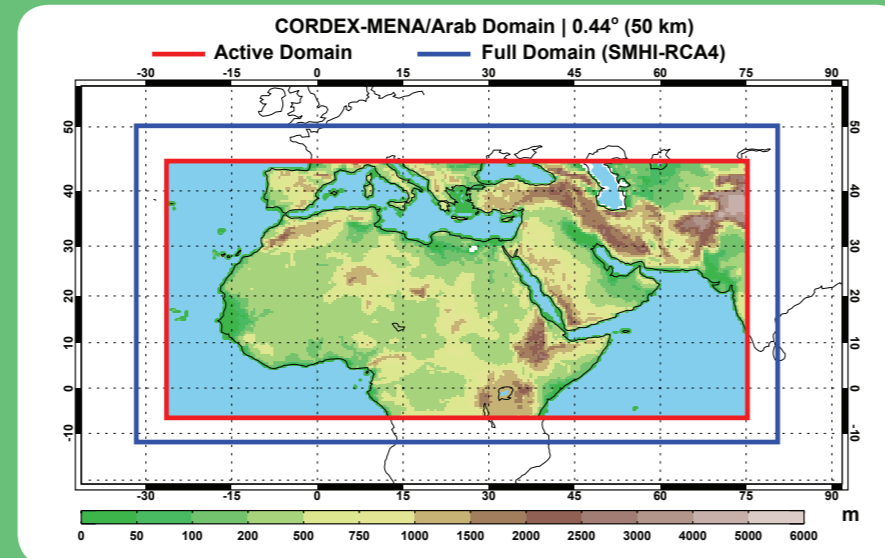 CORDEX-MENA/Arab Domain | 0.44° (50 km)
Active Domain
Full Domain (SMHI-RCA4)
-30 -15 0 15 30 45 60 75 90
50 50
40 40
30 30
20 20
10 10
0 0
-10 -10
-30 -15 0 15 30 45 60 75 90
m
0 50 100 200 500 750 1000 1500 2000 2500 3000 4000 5000 6000